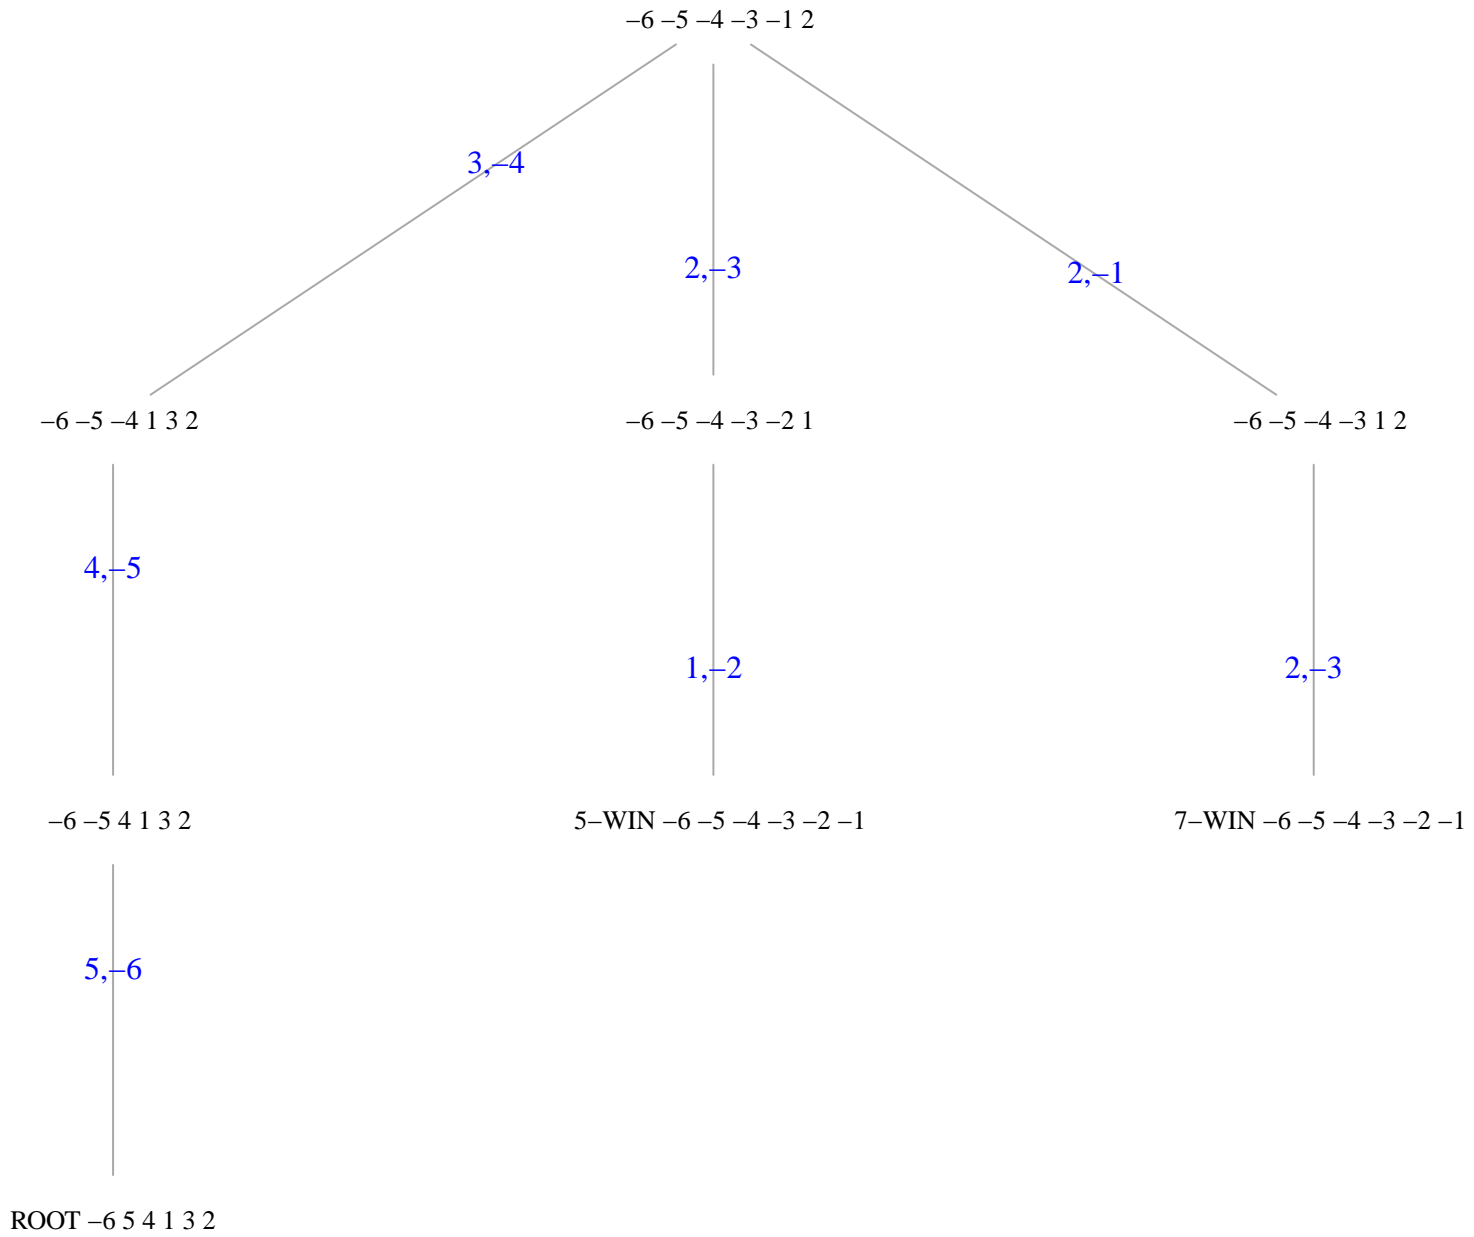 –6 –5 –4 –3 –1 2
3,–4
2,–3
2,–1
–6 –5 –4 1 3 2
–6 –5 –4 –3 –2 1
–6 –5 –4 –3 1 2
4,–5
1,–2
2,–3
–6 –5 4 1 3 2
5–WIN –6 –5 –4 –3 –2 –1
7–WIN –6 –5 –4 –3 –2 –1
5,–6
ROOT –6 5 4 1 3 2